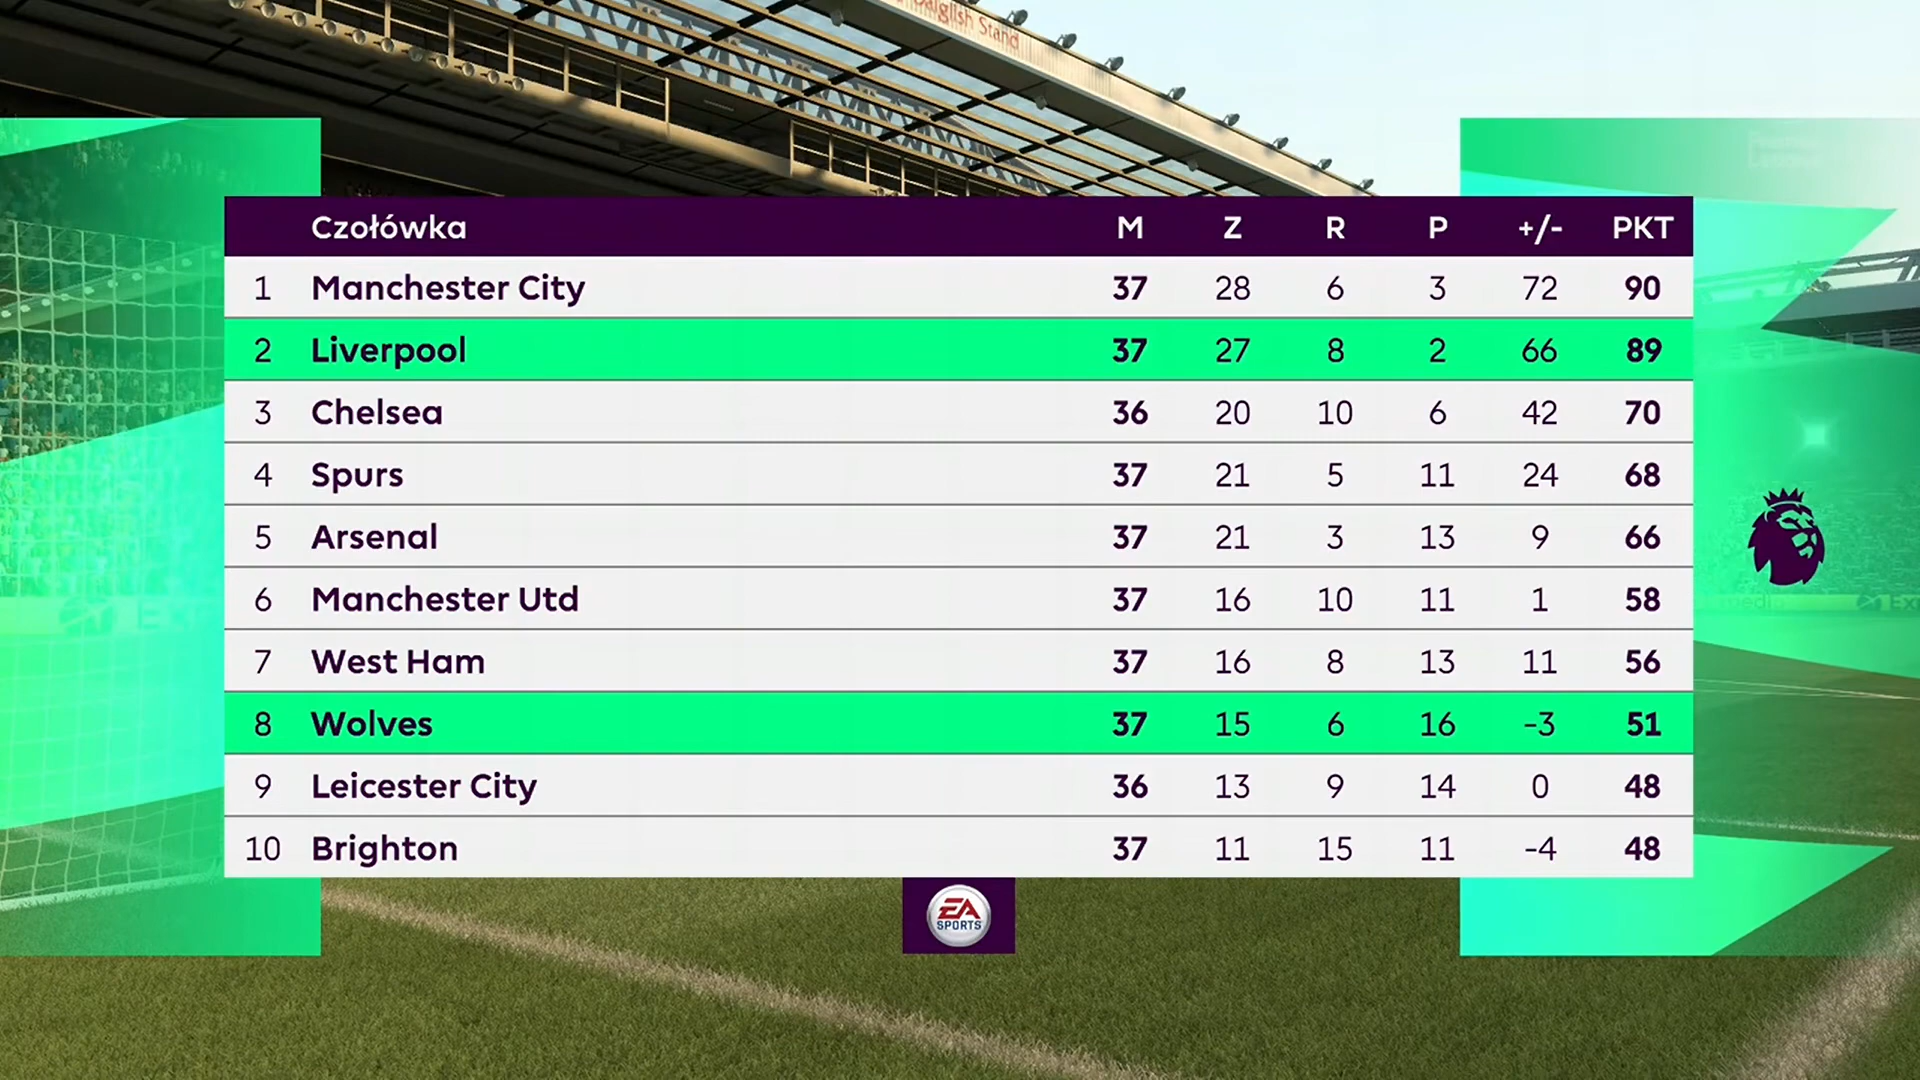 Dalglish Stand
Czołówka M Z R P +/- PKT
1 Manchester City 37 28 6 3 72 90
2 Liverpool 37 27 8 2 66 89
3 Chelsea 36 20 10 6 42 70
4 Spurs 37 21 5 11 24 68
5 Arsenal 37 21 3 13 9 66
6 Manchester Utd 37 16 10 11 1 58
7 West Ham 37 16 8 13 11 56
8 Wolves 37 15 6 16 -3 51
9 Leicester City 36 13 9 14 0 48
10 Brighton 37 11 15 11 -4 48
EA
SPORTS